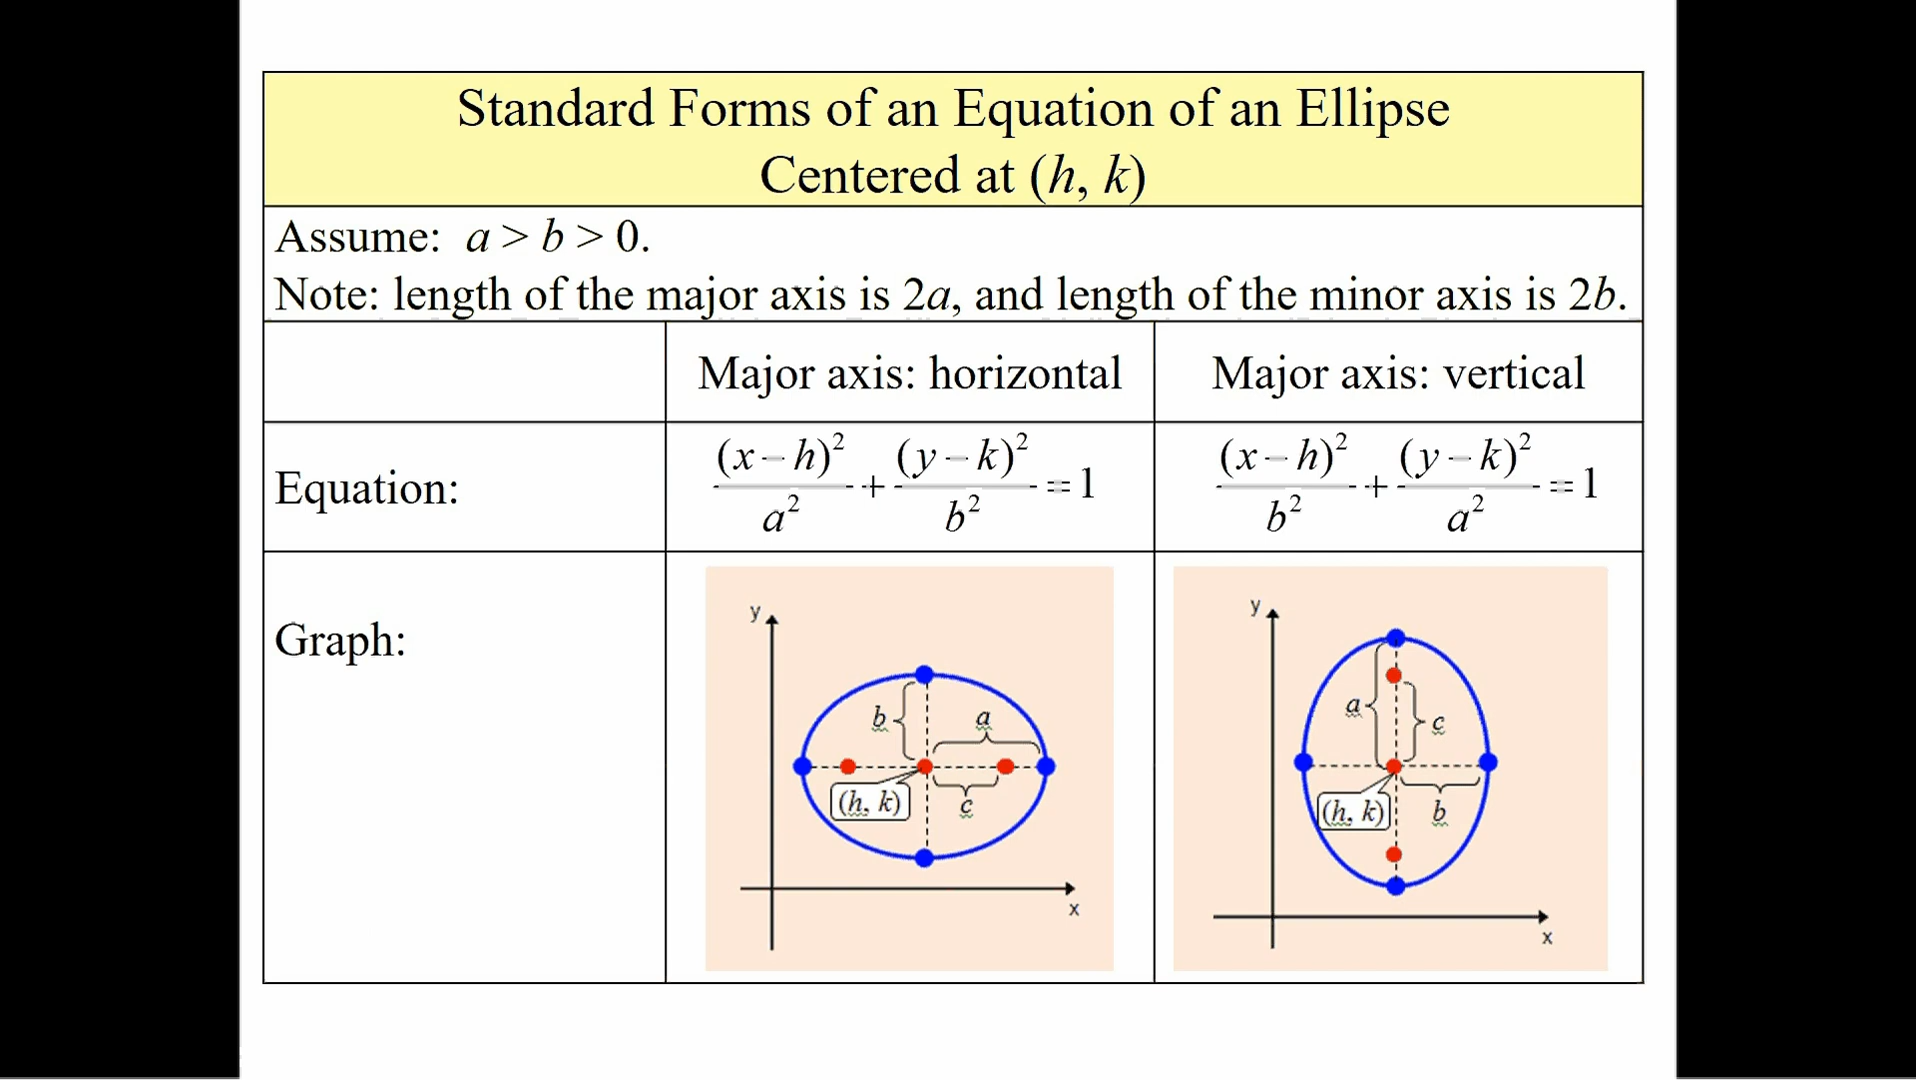 Standard Forms of an Equation of an Ellipse
Centered at (h, k)
Assume: a > b > 0.
Note: length of the major axis is 2a, and length of the minor axis is 2b.
Major axis: horizontal
Major axis: vertical
Equation:
(x – h)²/a² + (y – k)²/b² = 1
(x – h)²/b² + (y – k)²/a² = 1
Graph:
y
b
a
(h, k)
c
x
y
a
c
(h, k)
b
x